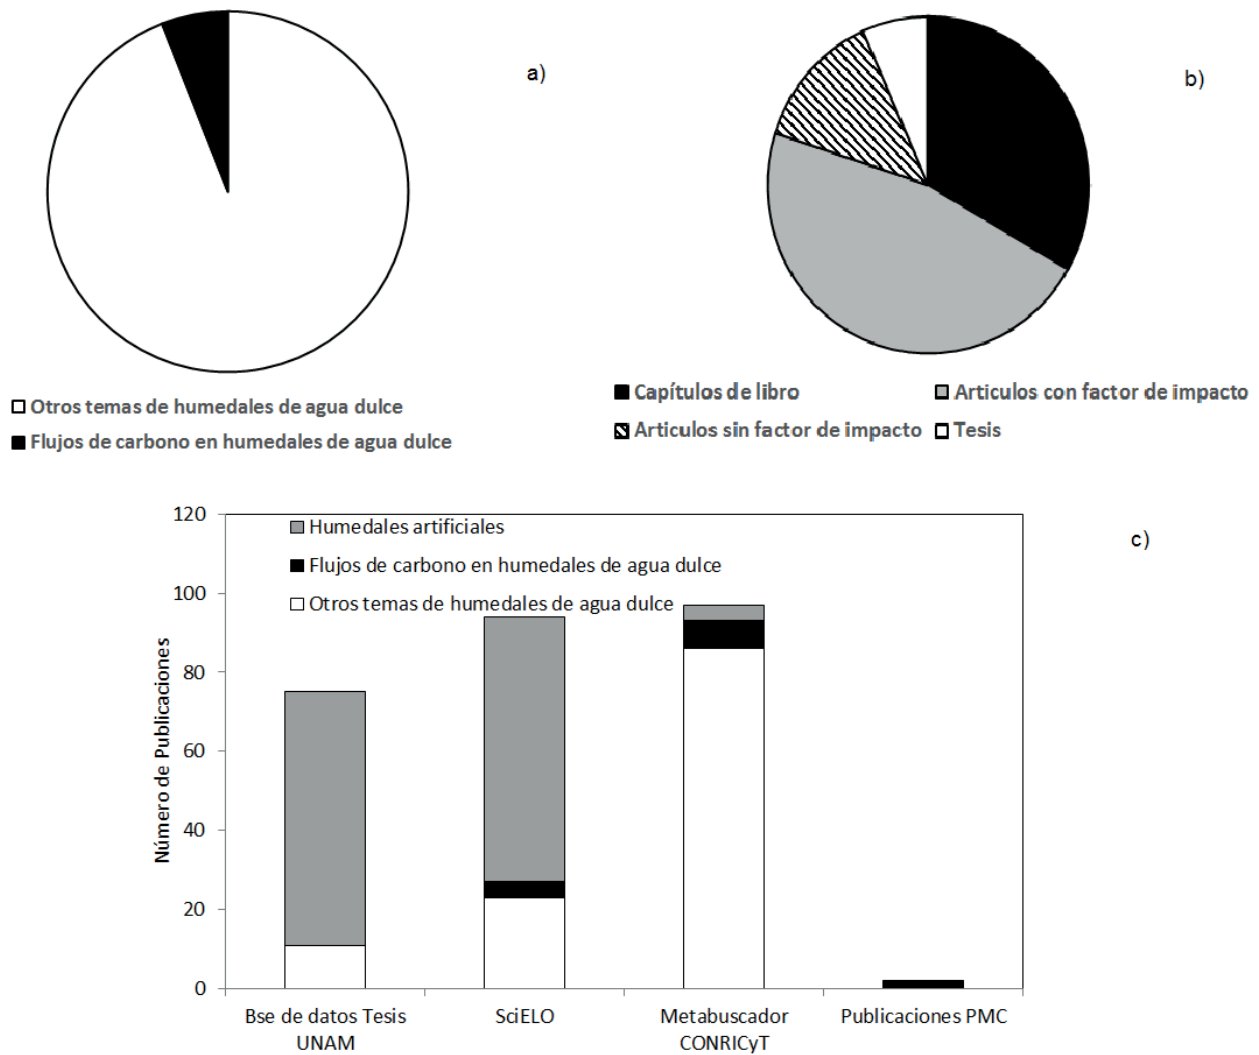 a)
b)
Otros temas de humedales de agua dulce
Flujos de carbono en humedales de agua dulce
Capítulos de libro
Articulos con factor de impacto
Articulos sin factor de impacto
Tesis
c)
Número de Publicaciones
120
100
80
60
40
20
0
Humedales artificiales
Flujos de carbono en humedales de agua dulce
Otros temas de humedales de agua dulce
Bse de datos Tesis
UNAM
SciELO
Metabuscador
CONRICyT
Publicaciones PMC